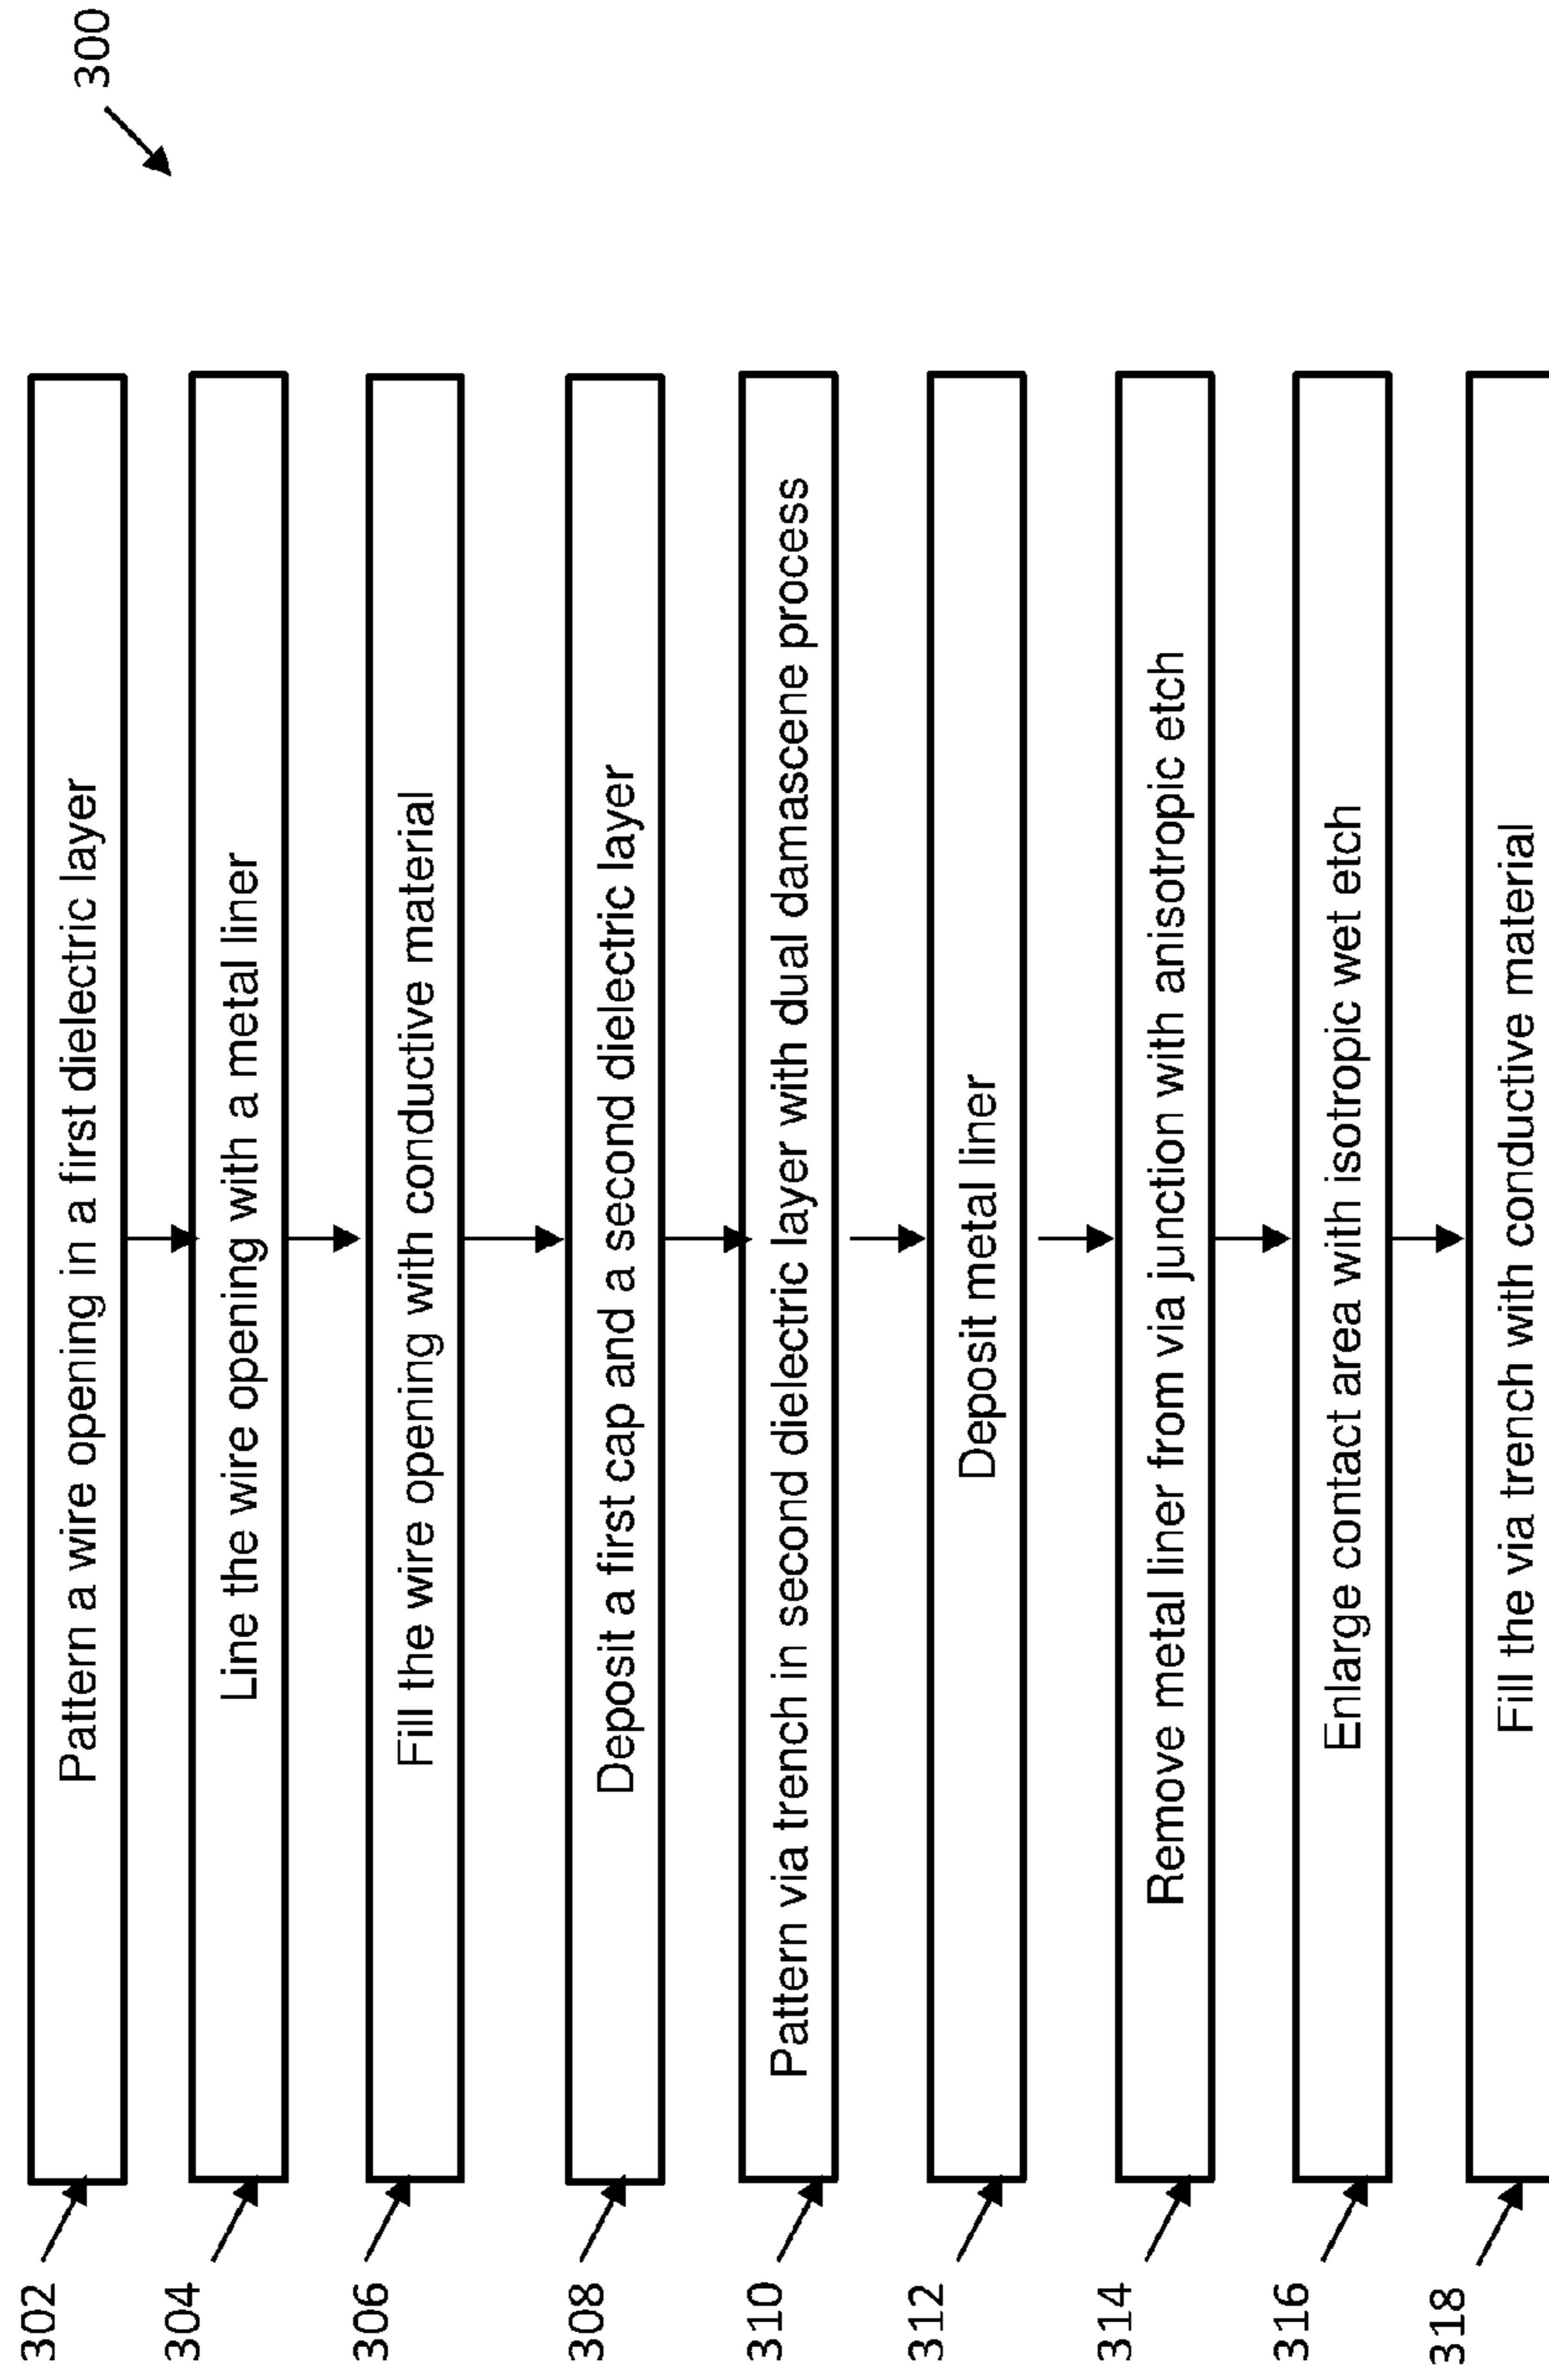 300
302
Pattern a wire opening in a first dielectric layer
304
Line the wire opening with a metal liner
306
Fill the wire opening with conductive material
308
Deposit a first cap and a second dielectric layer
310
Pattern via trench in second dielectric layer with dual damascene process
312
Deposit metal liner
314
Remove metal liner from via junction with anisotropic etch
316
Enlarge contact area with isotropic wet etch
318
Fill the via trench with conductive material